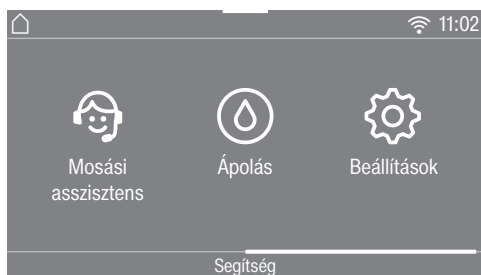 11:02
Mosási
asszisztens
Ápolás
Beállítások
Segítség